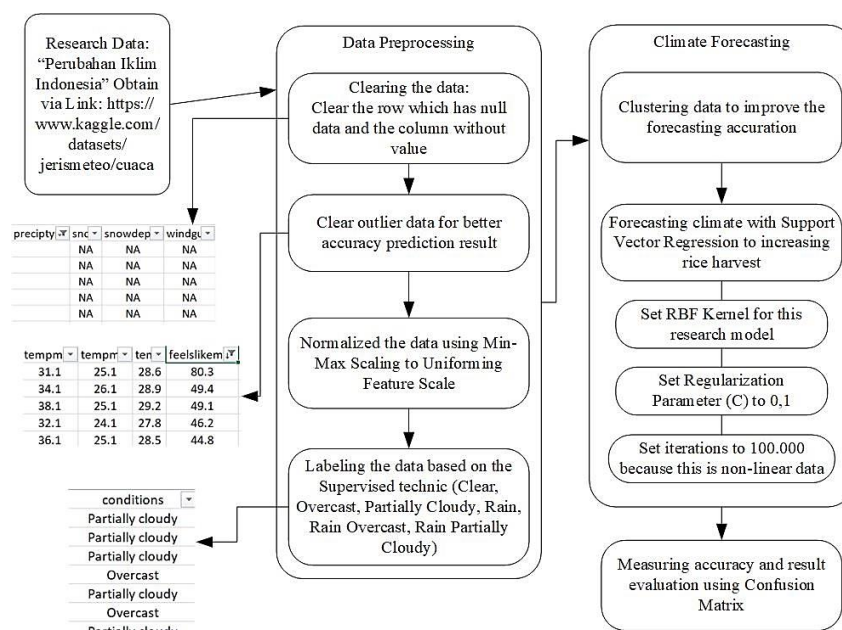 Research Data:
“Perubahan Iklim
Indonesia” Obtain
via Link: https://
www.kaggle.com/
datasets/
jerismeteo/cuaca
Data Preprocessing
Clearing the data:
Clear the row which has null
data and the column without
value
Clear outlier data for better
accuracy prediction result
Normalized the data using Min-
Max Scaling to Uniforming
Feature Scale
Labeling the data based on the
Supervised technic (Clear,
Overcast, Partially Cloudy, Rain,
Rain Overcast, Rain Partially
Cloudy)
precipty snc snowdep windgu
NA NA NA
NA NA NA
NA NA NA
NA NA NA
NA NA NA
tempm tempm ten feelslikem
31.1 25.1 28.6 80.3
34.1 26.1 28.9 49.4
38.1 25.1 29.2 49.1
32.1 24.1 27.8 46.2
36.1 25.1 28.5 44.8
conditions
Partially cloudy
Partially cloudy
Partially cloudy
Overcast
Partially cloudy
Overcast
Partially cloudy
Climate Forecasting
Clustering data to improve the
forecasting accuration
Forecasting climate with Support
Vector Regression to increasing
rice harvest
Set RBF Kernel for this
research model
Set Regularization
Parameter (C) to 0,1
Set iterations to 100.000
because this is non-linear data
Measuring accuracy and result
evaluation using Confusion
Matrix